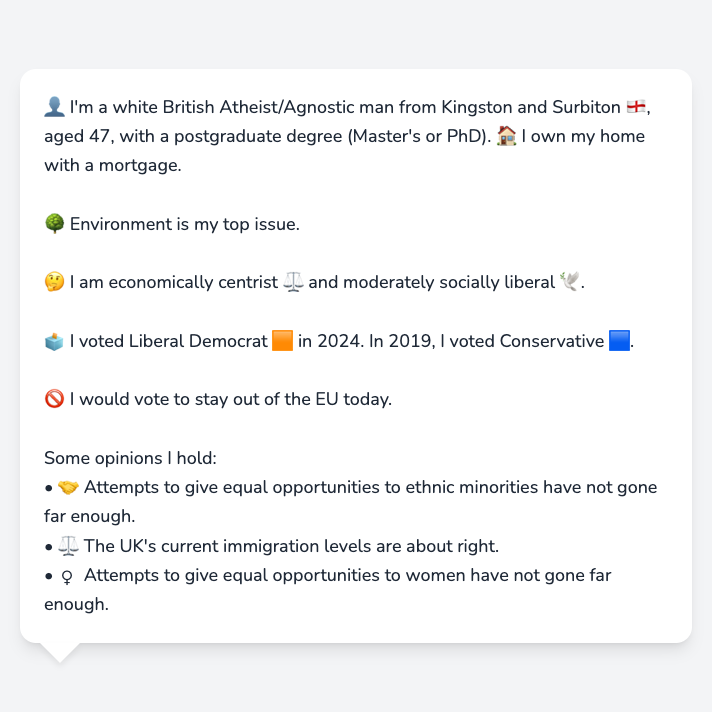 👤 I'm a white British Atheist/Agnostic man from Kingston and Surbiton 🏴󠁧󠁢󠁥󠁮󠁧󠁿,
aged 47, with a postgraduate degree (Master's or PhD). 🏠 I own my home
with a mortgage.
🌳 Environment is my top issue.
🤔 I am economically centrist ⚖️ and moderately socially liberal 🕊️.
🗳️ I voted Liberal Democrat 🟧 in 2024. In 2019, I voted Conservative 🟦.
🚫 I would vote to stay out of the EU today.
Some opinions I hold:
• 🤝 Attempts to give equal opportunities to ethnic minorities have not gone
far enough.
• ⚖️ The UK's current immigration levels are about right.
• ♀ Attempts to give equal opportunities to women have not gone far
enough.